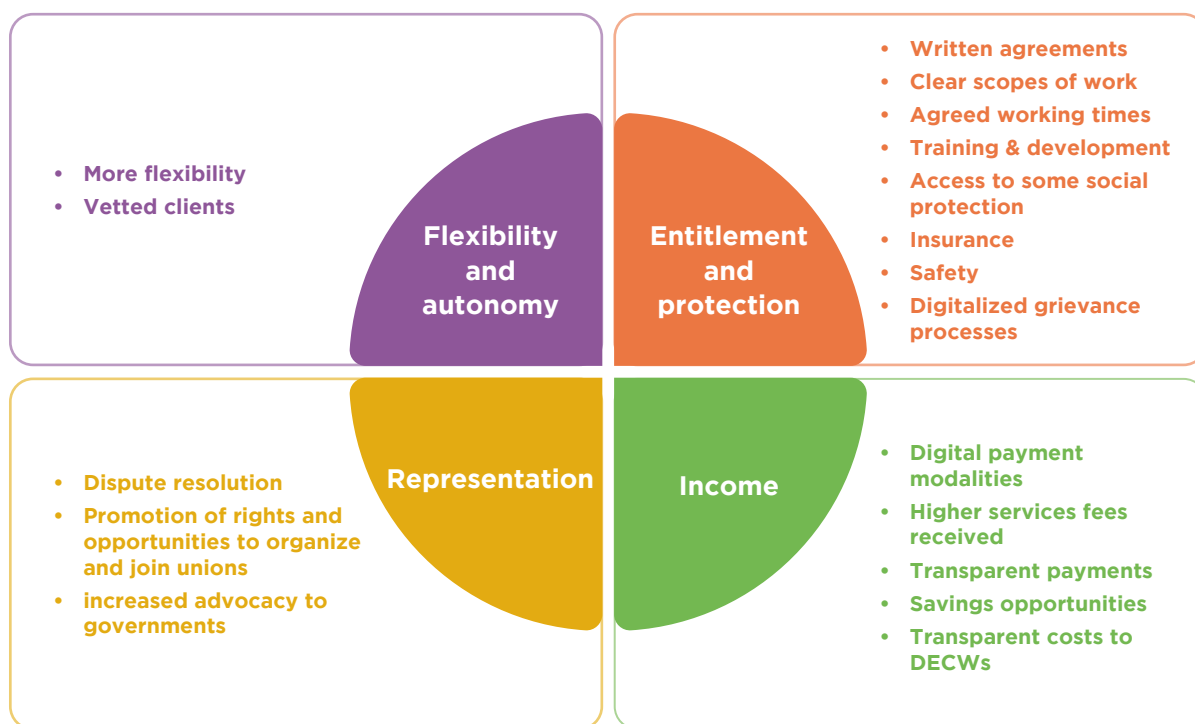 • More flexibility
• Vetted clients
Flexibility
and
autonomy
Entitlement
and
protection
• Written agreements
• Clear scopes of work
• Agreed working times
• Training & development
• Access to some social
protection
• Insurance
• Safety
• Digitalized grievance
processes
• Dispute resolution
• Promotion of rights and
opportunities to organize
and join unions
• increased advocacy to
governments
Representation
Income
• Digital payment
modalities
• Higher services fees
received
• Transparent payments
• Savings opportunities
• Transparent costs to
DECWs